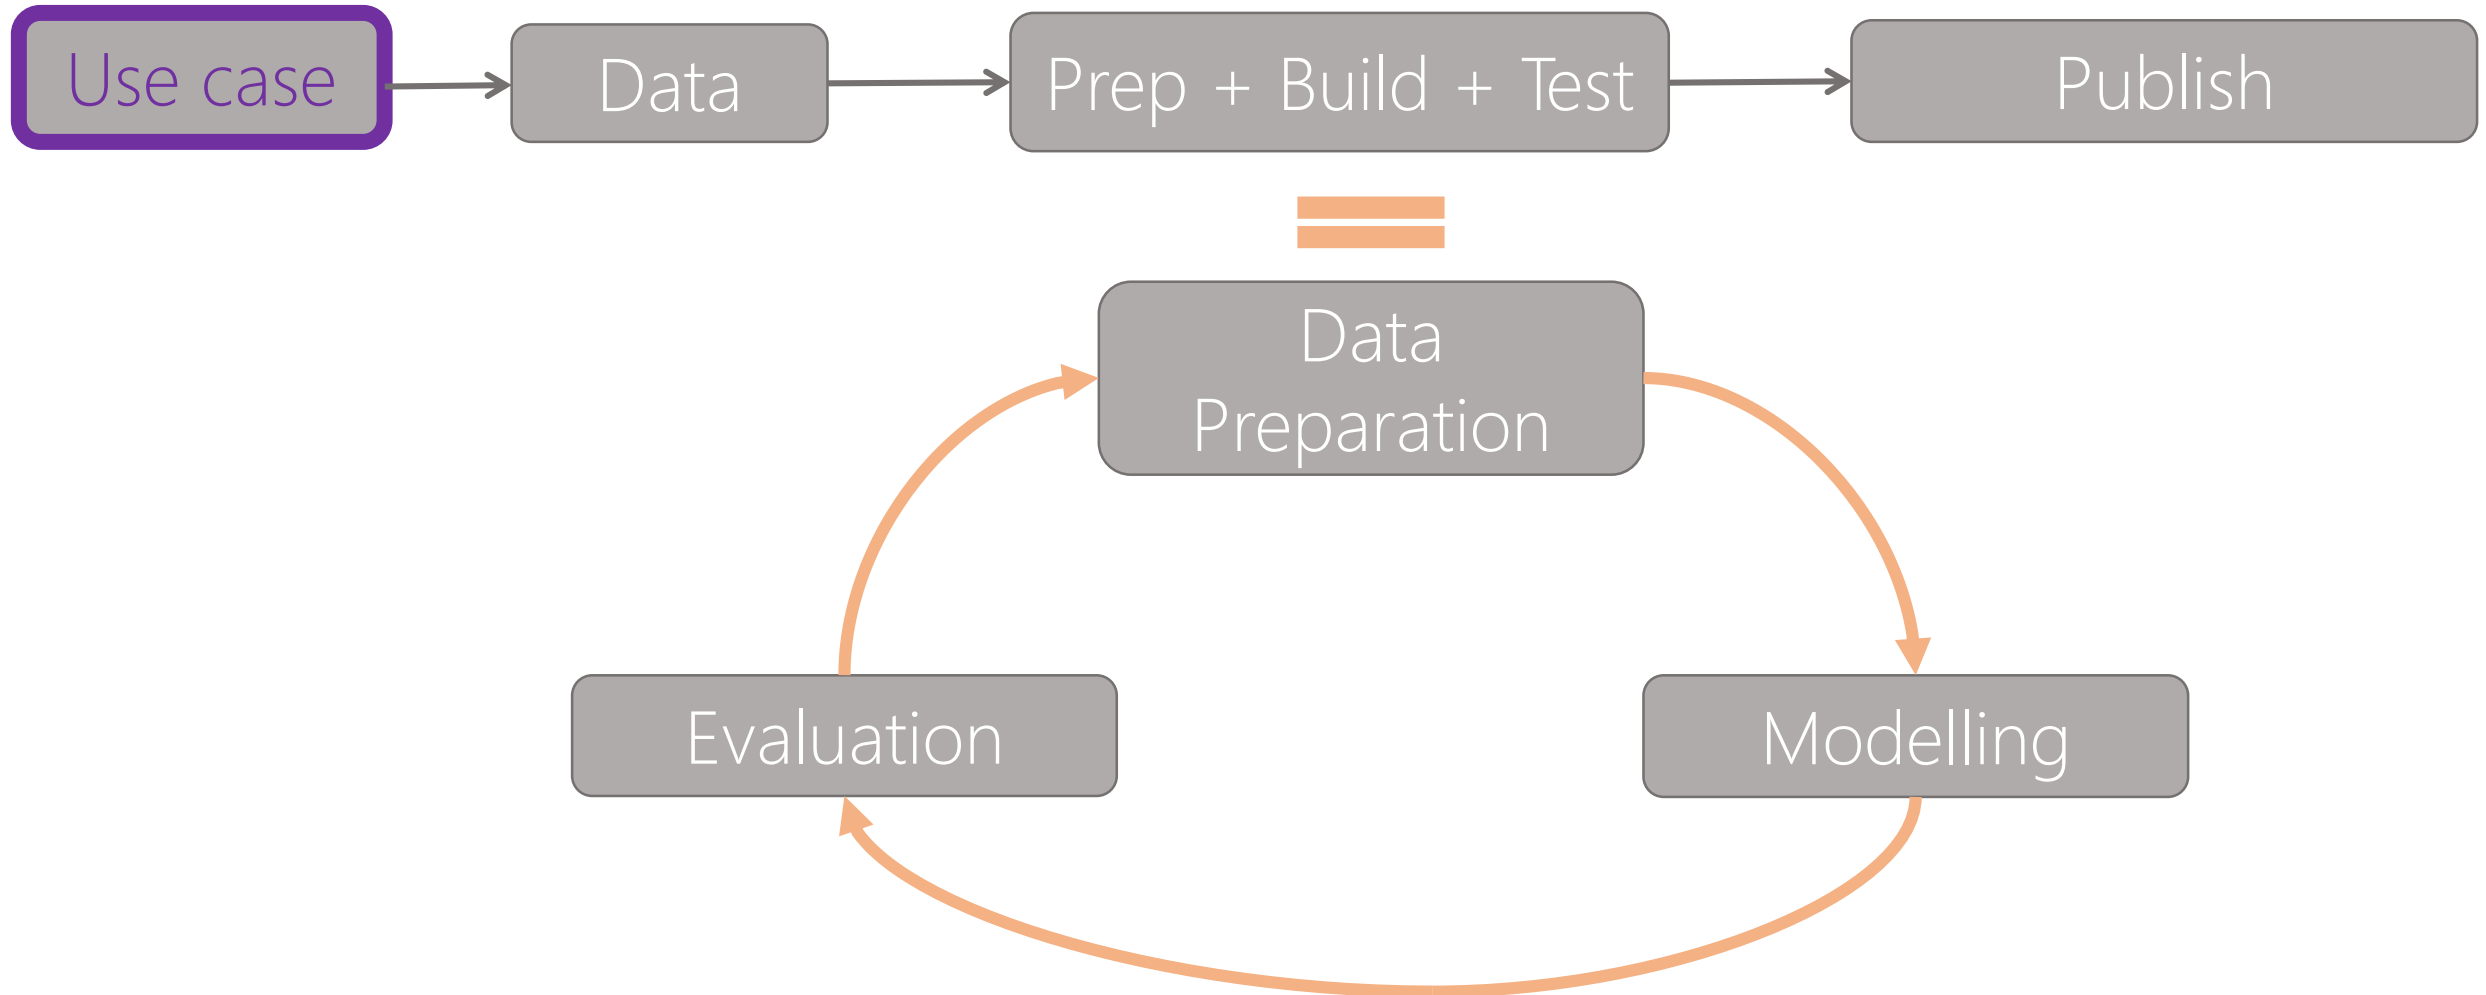 Use case
Data
Prep + Build + Test
Publish
Data
Preparation
Evaluation
Modelling